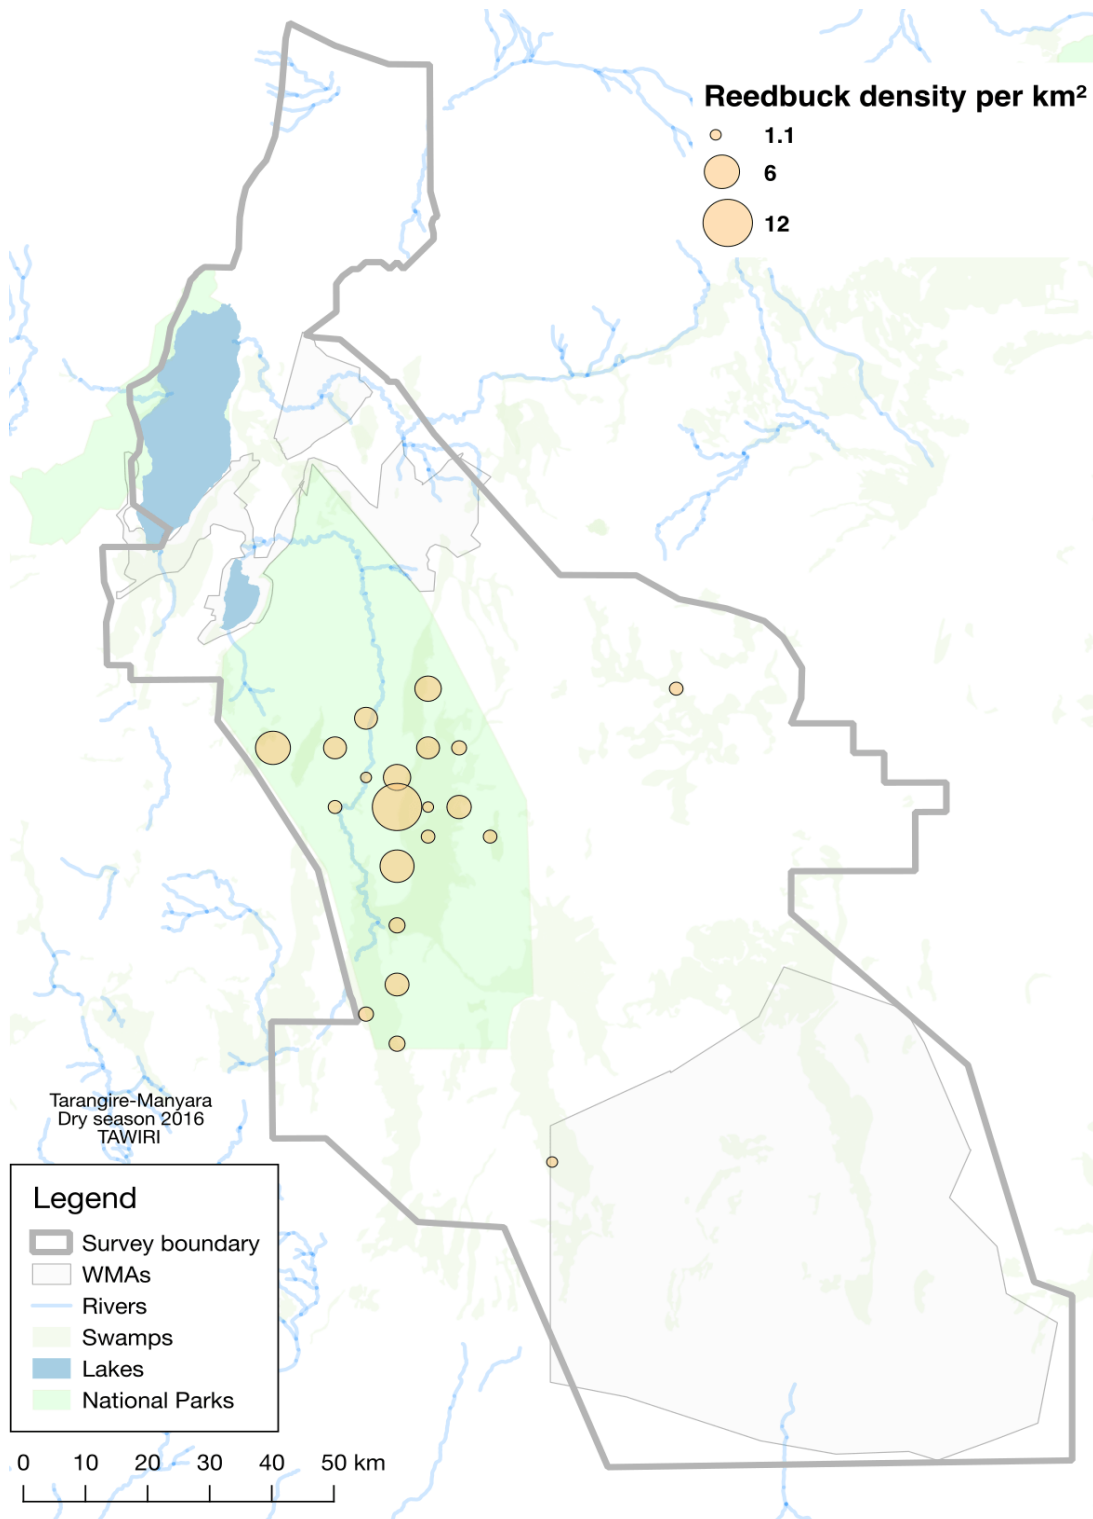 Reedbuck density per km²
1.1
6
12
Tarangire-Manyara
Dry season 2016
TAWIRI
Legend
Survey boundary
WMAs
Rivers
Swamps
Lakes
National Parks
0 10 20 30 40 50 km